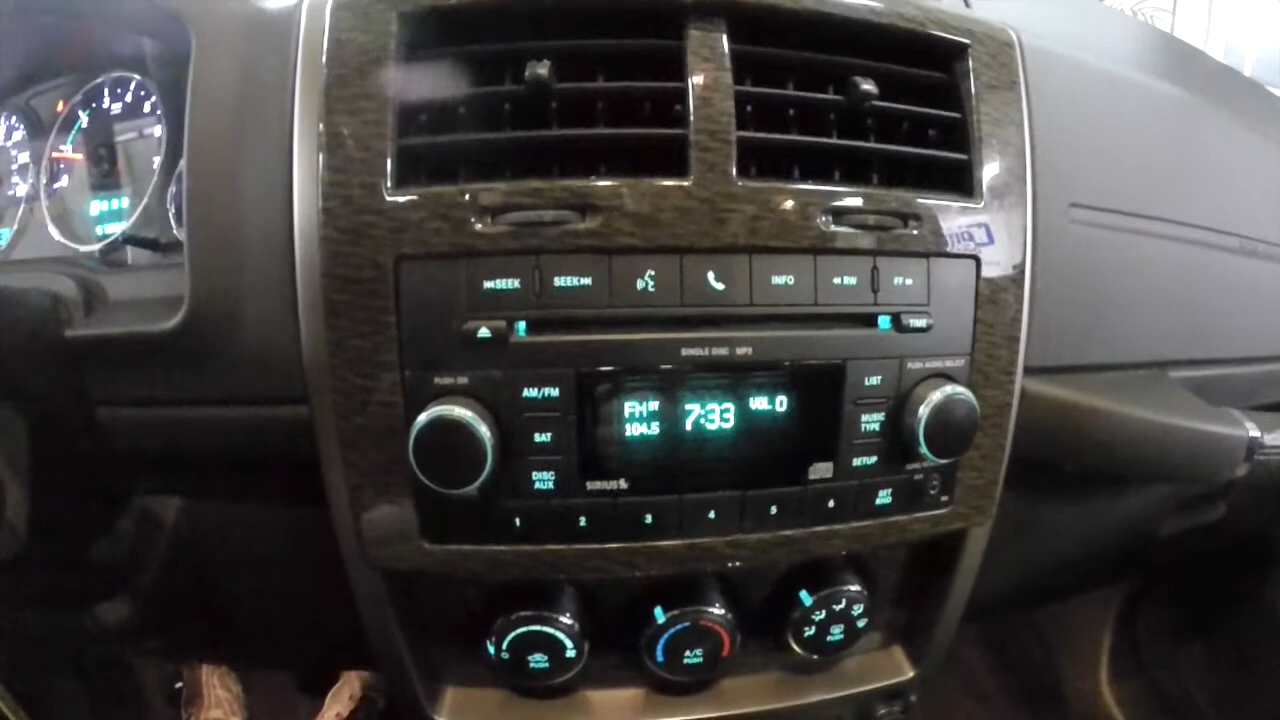 SEEK
SEEK
INFO
RW
FF
TIME
SINGLE DISC MP3
PUSH ON
PUSH AUDIO/SELECT
AM/FM
SAT
DISC
AUX
FM ST
104.5
7:33
VOL 0
SIRIUS
LIST
MUSIC
TYPE
SETUP
1
2
3
4
5
6
SET
RND
PUSH
A/C
PUSH
PUSH